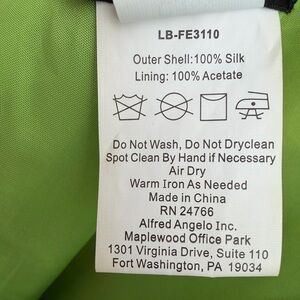 LB-FE3110
Outer Shell:100% Silk
Lining: 100% Acetate
Do Not Wash, Do Not Dryclean
Spot Clean By Hand if Necessary
Air Dry
Warm Iron As Needed
Made in China
RN 24766
Alfred Angelo Inc.
Maplewood Office Park
1301 Virginia Drive, Suite 110
Fort Washington, PA 19034